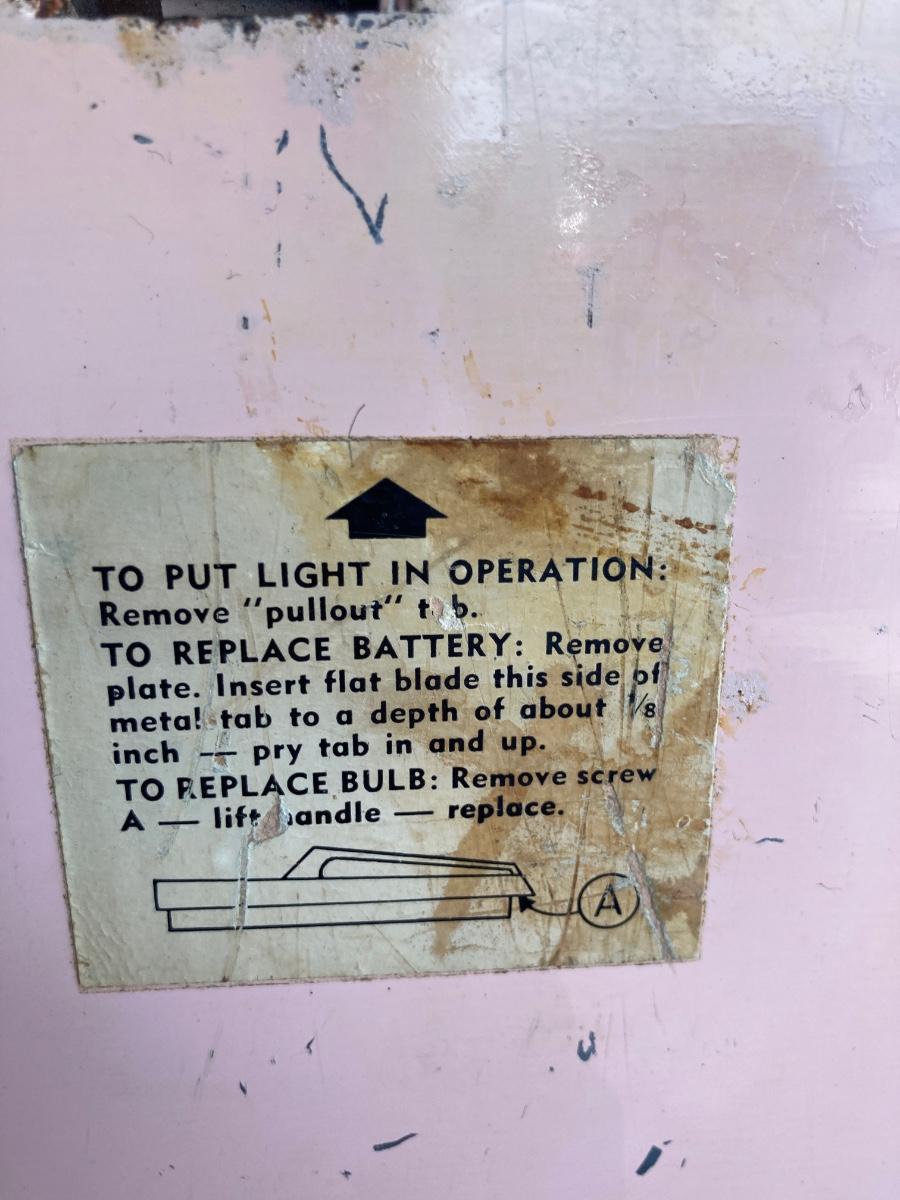 TO PUT LIGHT IN OPERATION:
Remove "pullout" tab.
TO REPLACE BATTERY: Remove
plate. Insert flat blade this side of
metal tab to a depth of about 1/8
inch — pry tab in and up.
TO REPLACE BULB: Remove screw
A — lift handle — replace.
A